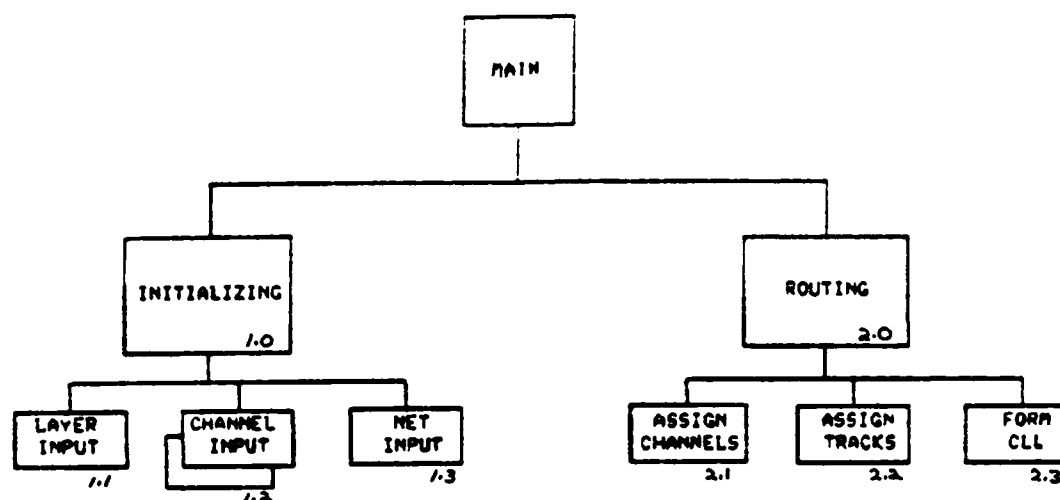 MAIN
INITIALIZING
1.0
ROUTING
2.0
LAYER
INPUT
1.1
CHANNEL
INPUT
1.2
NET
INPUT
1.3
ASSIGN
CHANNELS
2.1
ASSIGN
TRACKS
2.2
FORM
CLL
2.3